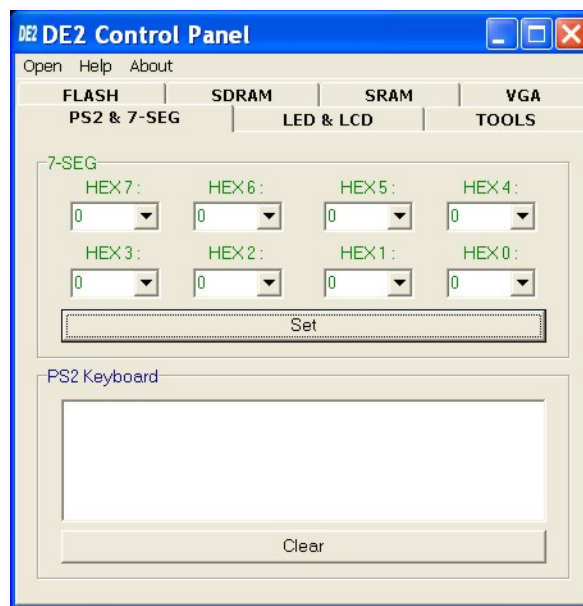 DE2 DE2 Control Panel
Open Help About
FLASH SDRAM SRAM VGA
PS2 & 7-SEG LED & LCD TOOLS
7-SEG
HEX7: HEX6: HEX5: HEX4:
0 0 0 0
HEX3: HEX2: HEX1: HEX0:
0 0 0 0
Set
PS2 Keyboard
Clear